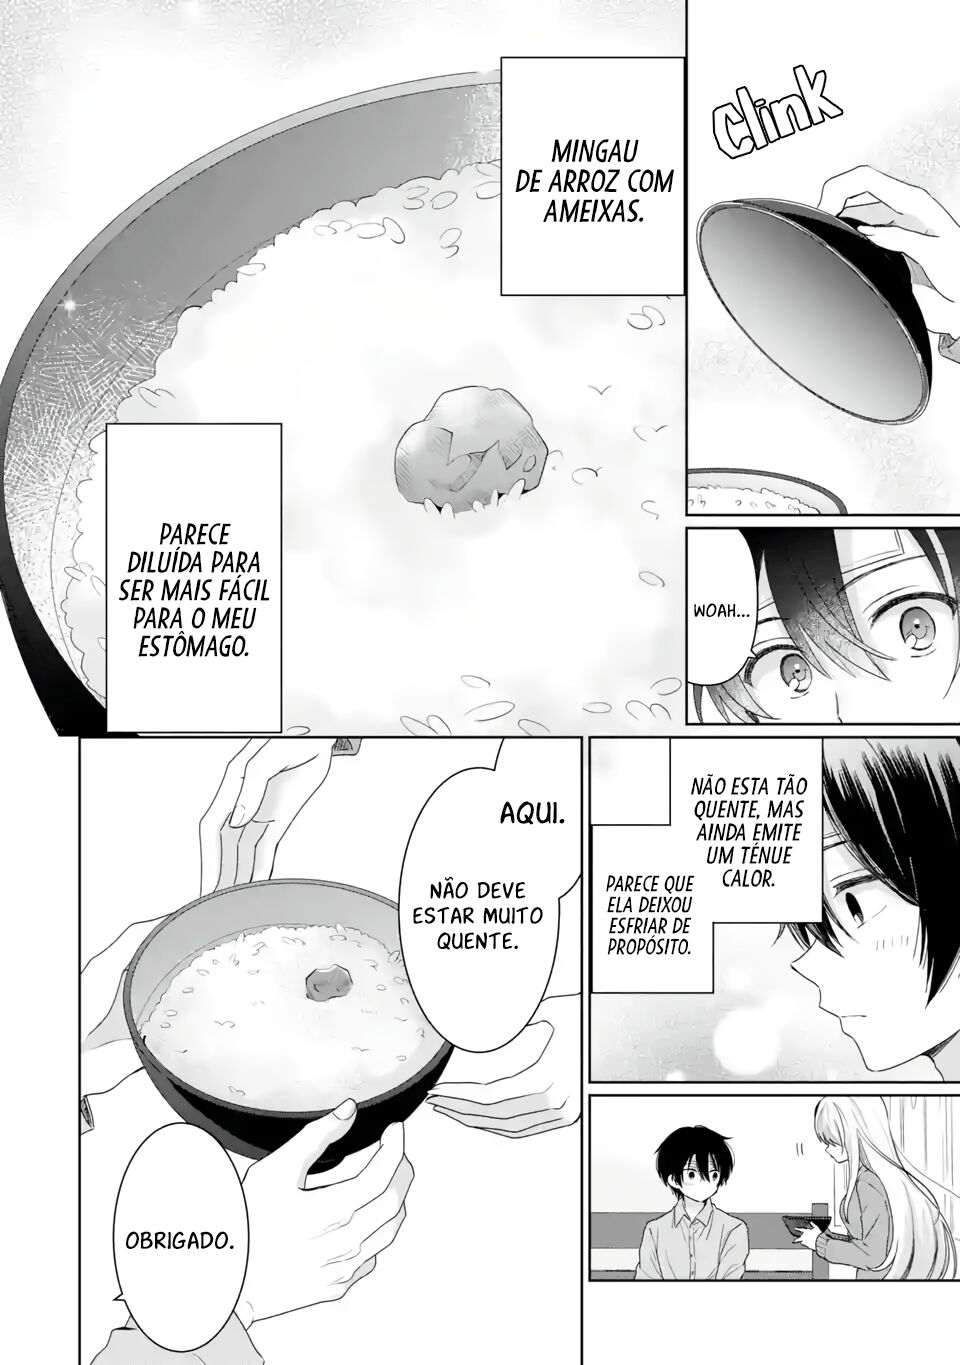 Clink
WOAH...
MINGAU
DE ARROZ COM
AMEIXAS.
PARECE
DILUÍDA PARA
SER MAIS FÁCIL
PARA O MEU
ESTÔMAGO.
NÃO ESTA TÃO
QUENTE, MAS
AINDA EMITE
UM TÉNUE
CALOR.
PARECE QUE
ELA DEIXOU
ESFRIAR DE
PROPÓSITO.
AQUI.
NÃO DEVE
ESTAR MUITO
QUENTE.
OBRIGADO.